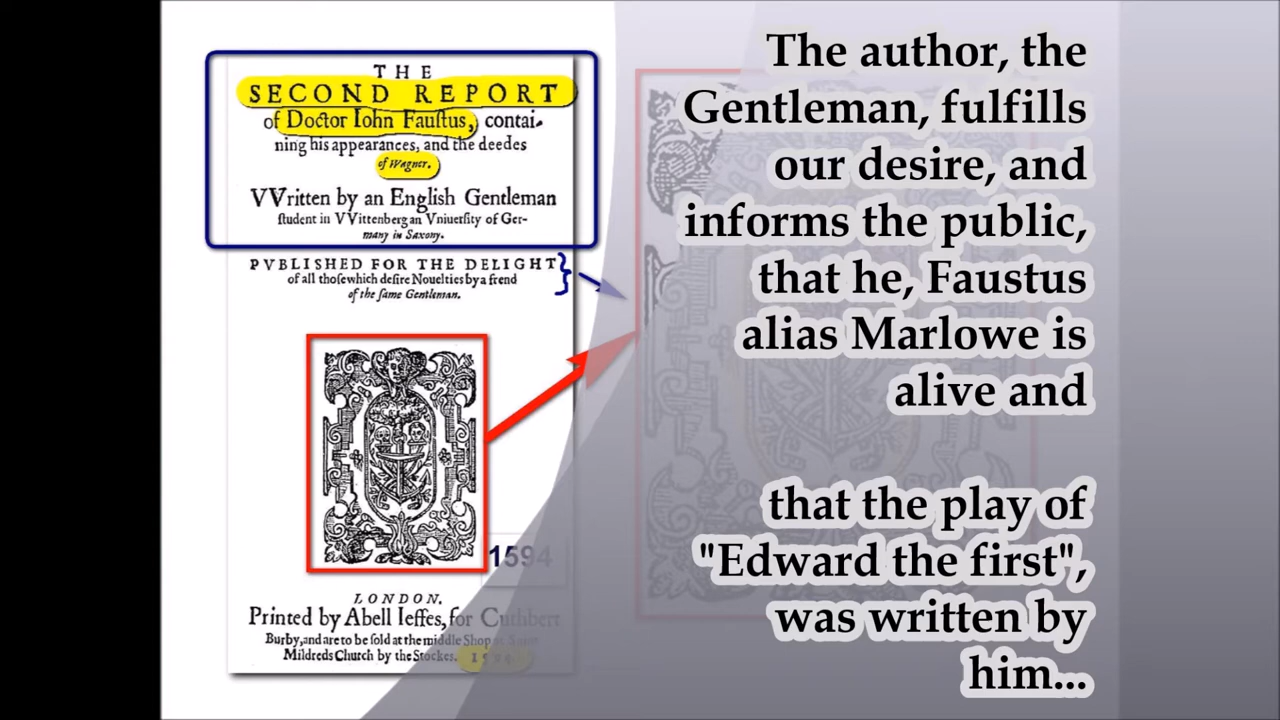 THE
SECOND REPORT
of Doctor Iohn Fauſtus, contai-
ning his appearances, and the deedes
of Wagner.
VVritten by an English Gentleman
ſtudent in VVittenberg an Vniuerſity of Ger-
many in Saxony.
PVBLISHED FOR THE DELIGHT
of all thoſe which deſire Nouelties by a frend
of the ſame Gentleman.
1594
LONDON,
Printed by Abell Ieffes, for Cuthbert
Burby, and are to be ſold at the middle Shop at Saint
Mildreds Church by the Stockes. 1594.
The author, the
Gentleman, fulfills
our desire, and
informs the public,
that he, Faustus
alias Marlowe is
alive and
that the play of
"Edward the first",
was written by
him...